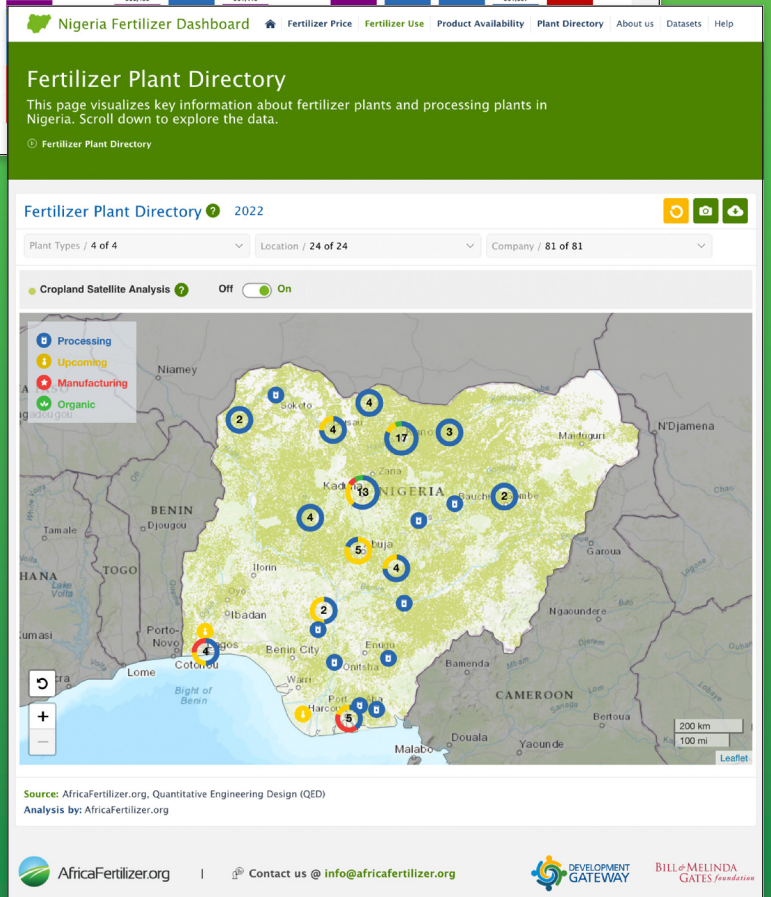 Nigeria Fertilizer Dashboard
Fertilizer Price
Fertilizer Use
Product Availability
Plant Directory
About us
Datasets
Help
Fertilizer Plant Directory
This page visualizes key information about fertilizer plants and processing plants in
Nigeria. Scroll down to explore the data.
Fertilizer Plant Directory
Fertilizer Plant Directory ? 2022
Plant Types / 4 of 4
Location / 24 of 24
Company / 81 of 81
Cropland Satellite Analysis ? Off On
Processing
Upcoming
Manufacturing
Organic
Niamey
Sokoto
4
2
4
17
3
Maiduguri
N'Djamena
Zaria
13
NIGERIA
Bauchi
2
BENIN
Djougou
4
Tamale
5
Garoua
TOGO
Ilorin
4
Lake
Volta
Oyo
Ibadan
2
Ngaoundere
Porto-
Novo
4
Benin City
Enugu
Cotonou
Onitsha
Bamenda
Lome
Warri
Bight of
Benin
CAMEROON
Port
5
Bertoua
Douala
Yaounde
Malabo
+
−
200 km
100 mi
Leaflet
Source: AfricaFertilizer.org, Quantitative Engineering Design (QED)
Analysis by: AfricaFertilizer.org
AfricaFertilizer.org
|
Contact us @ info@africafertilizer.org
DEVELOPMENT
GATEWAY
BILL & MELINDA
GATES foundation